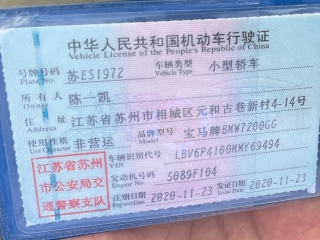 中华人民共和国机动车行驶证
Vehicle License of the People's Republic of China
号牌号码 苏ES1972 车辆类型 小型轿车
Plate No. Vehicle Type
所有人 陈一凯
Owner
住址 江苏省苏州市相城区元和古巷新村4-14号
Address
使用性质 非营运 品牌型号 宝马牌BMW7200GG
Use Character Model
江苏省苏州市公安局交通警察支队
车辆识别代号 LBV6P4100MMY69494
VIN
发动机号码 5089F104
Engine No.
注册日期 2020-11-23 发证日期 2020-11-23
Register Date Issue Date